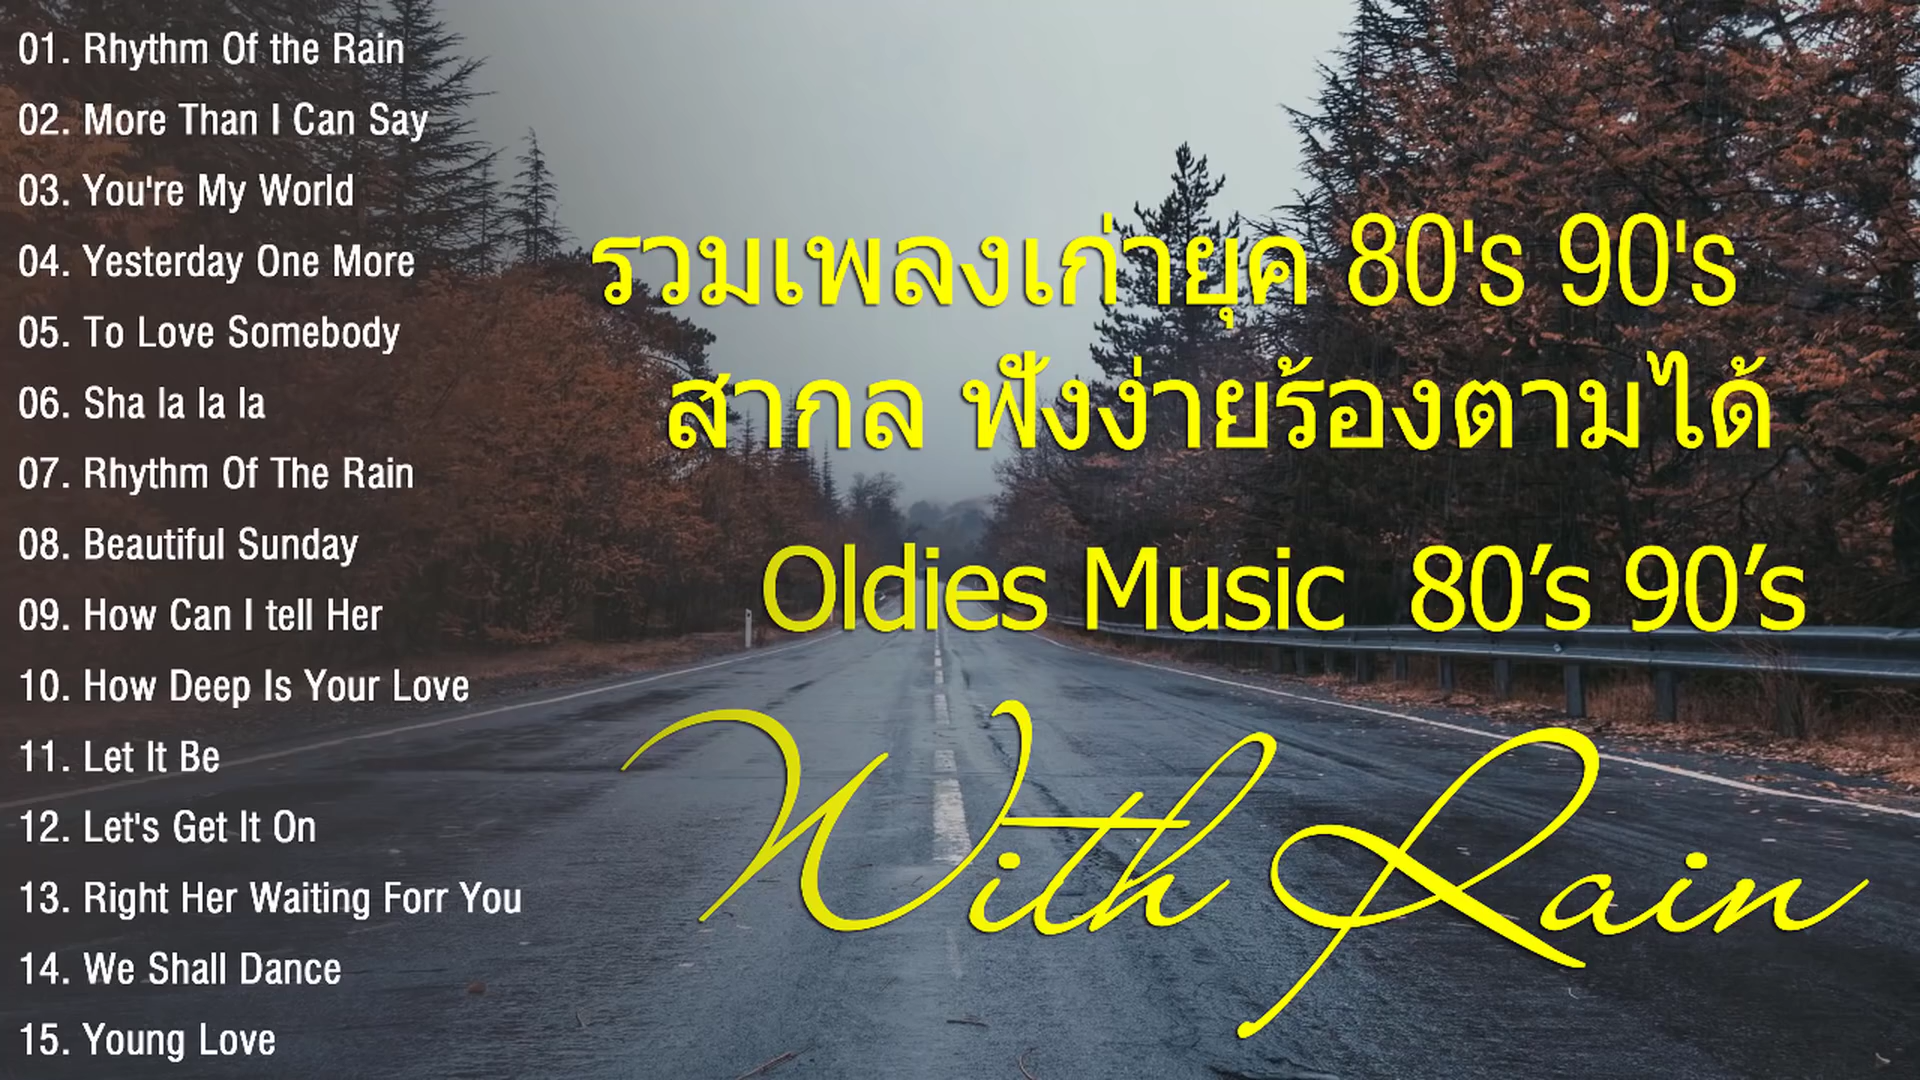 01. Rhythm Of the Rain
02. More Than I Can Say
03. You're My World
04. Yesterday One More
05. To Love Somebody
06. Sha la la la
07. Rhythm Of The Rain
08. Beautiful Sunday
09. How Can I tell Her
10. How Deep Is Your Love
11. Let It Be
12. Let's Get It On
13. Right Her Waiting Forr You
14. We Shall Dance
15. Young Love
รวมเพลงเก่ายุค 80's 90's
สากล ฟังง่ายร้องตามได้
Oldies Music 80’s 90’s
With Rain